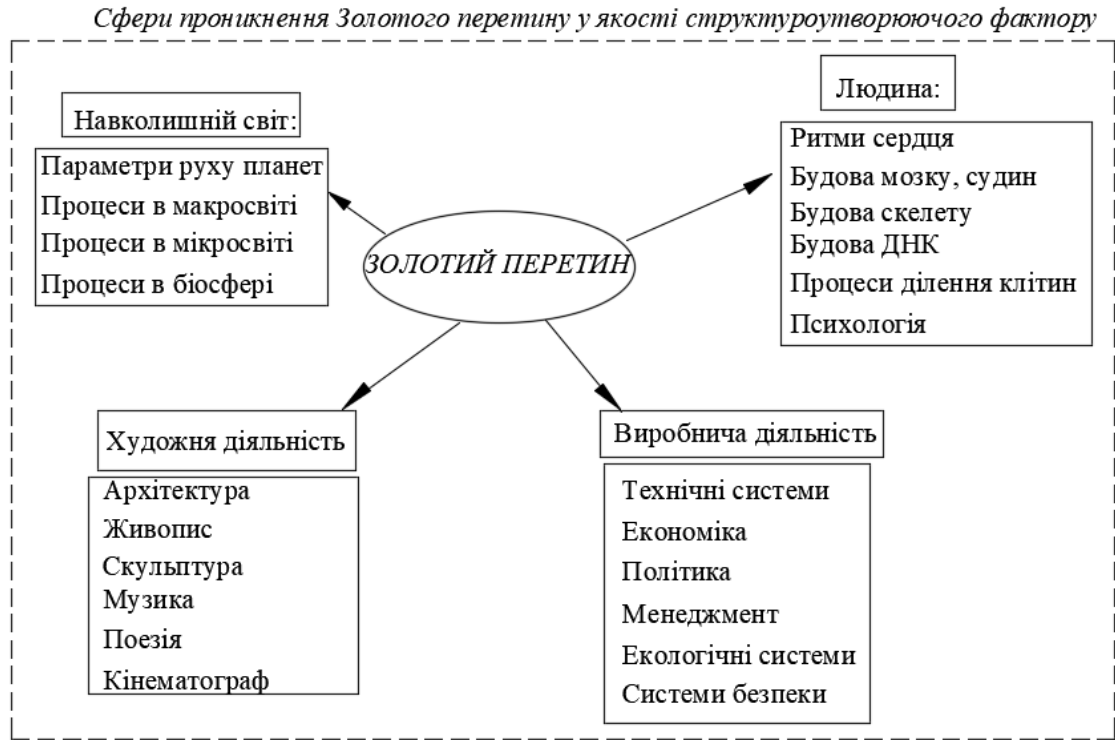 Сфери проникнення Золотого перетину у якості структуроутворюючого фактору
Навколишній світ:
Параметри руху планет
Процеси в макросвіті
Процеси в мікросвіті
Процеси в біосфері
Людина:
Ритми сердця
Будова мозку, судин
Будова скелету
Будова ДНК
Процеси ділення клітин
Психологія
ЗОЛОТИЙ ПЕРЕТИН
Художня діяльність
Архітектура
Живопис
Скульптура
Музика
Поезія
Кінематограф
Виробнича діяльність
Технічні системи
Економіка
Політика
Менеджмент
Екологічні системи
Системи безпеки